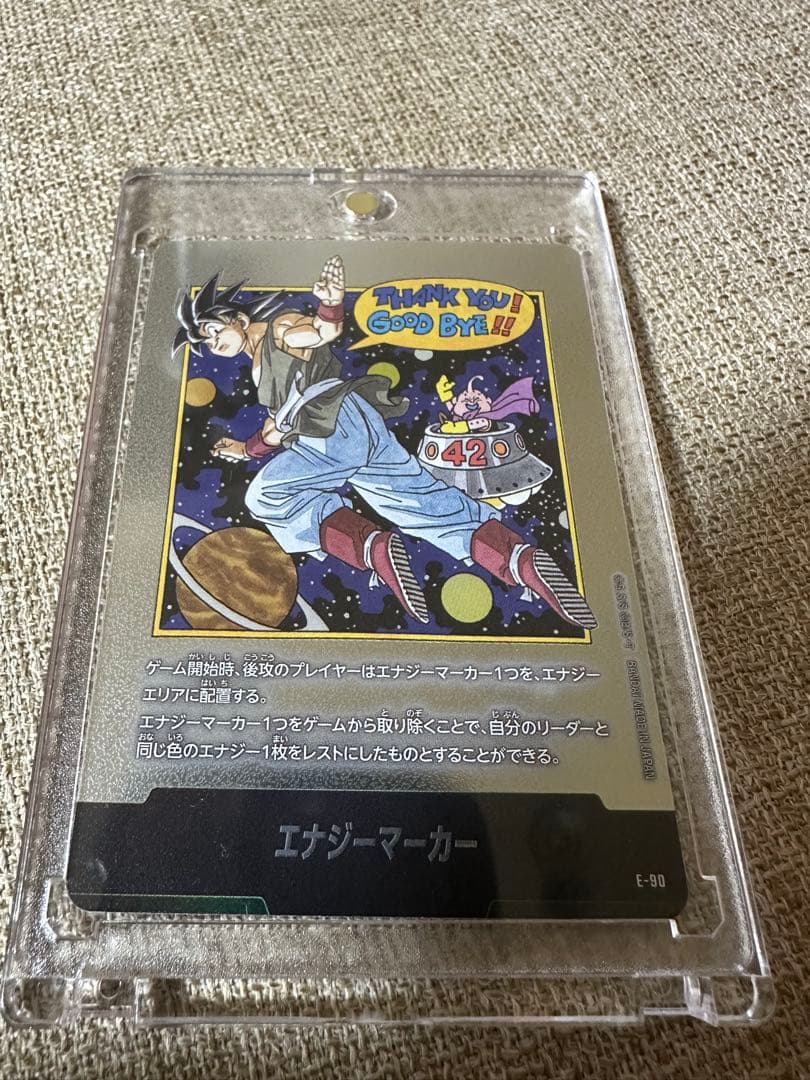 THANK YOU!
GOOD BYE!!
42
ゲーム開始時、後攻のプレイヤーはエナジーマーカー1つを、エナジー
エリアに配置する。
エナジーマーカー1つをゲームから取り除くことで、自分のリーダーと
同じ色のエナジー1枚をレストにしたものとすることができる。
BANDAI MADE IN JAPAN
エナジーマーカー
E-90